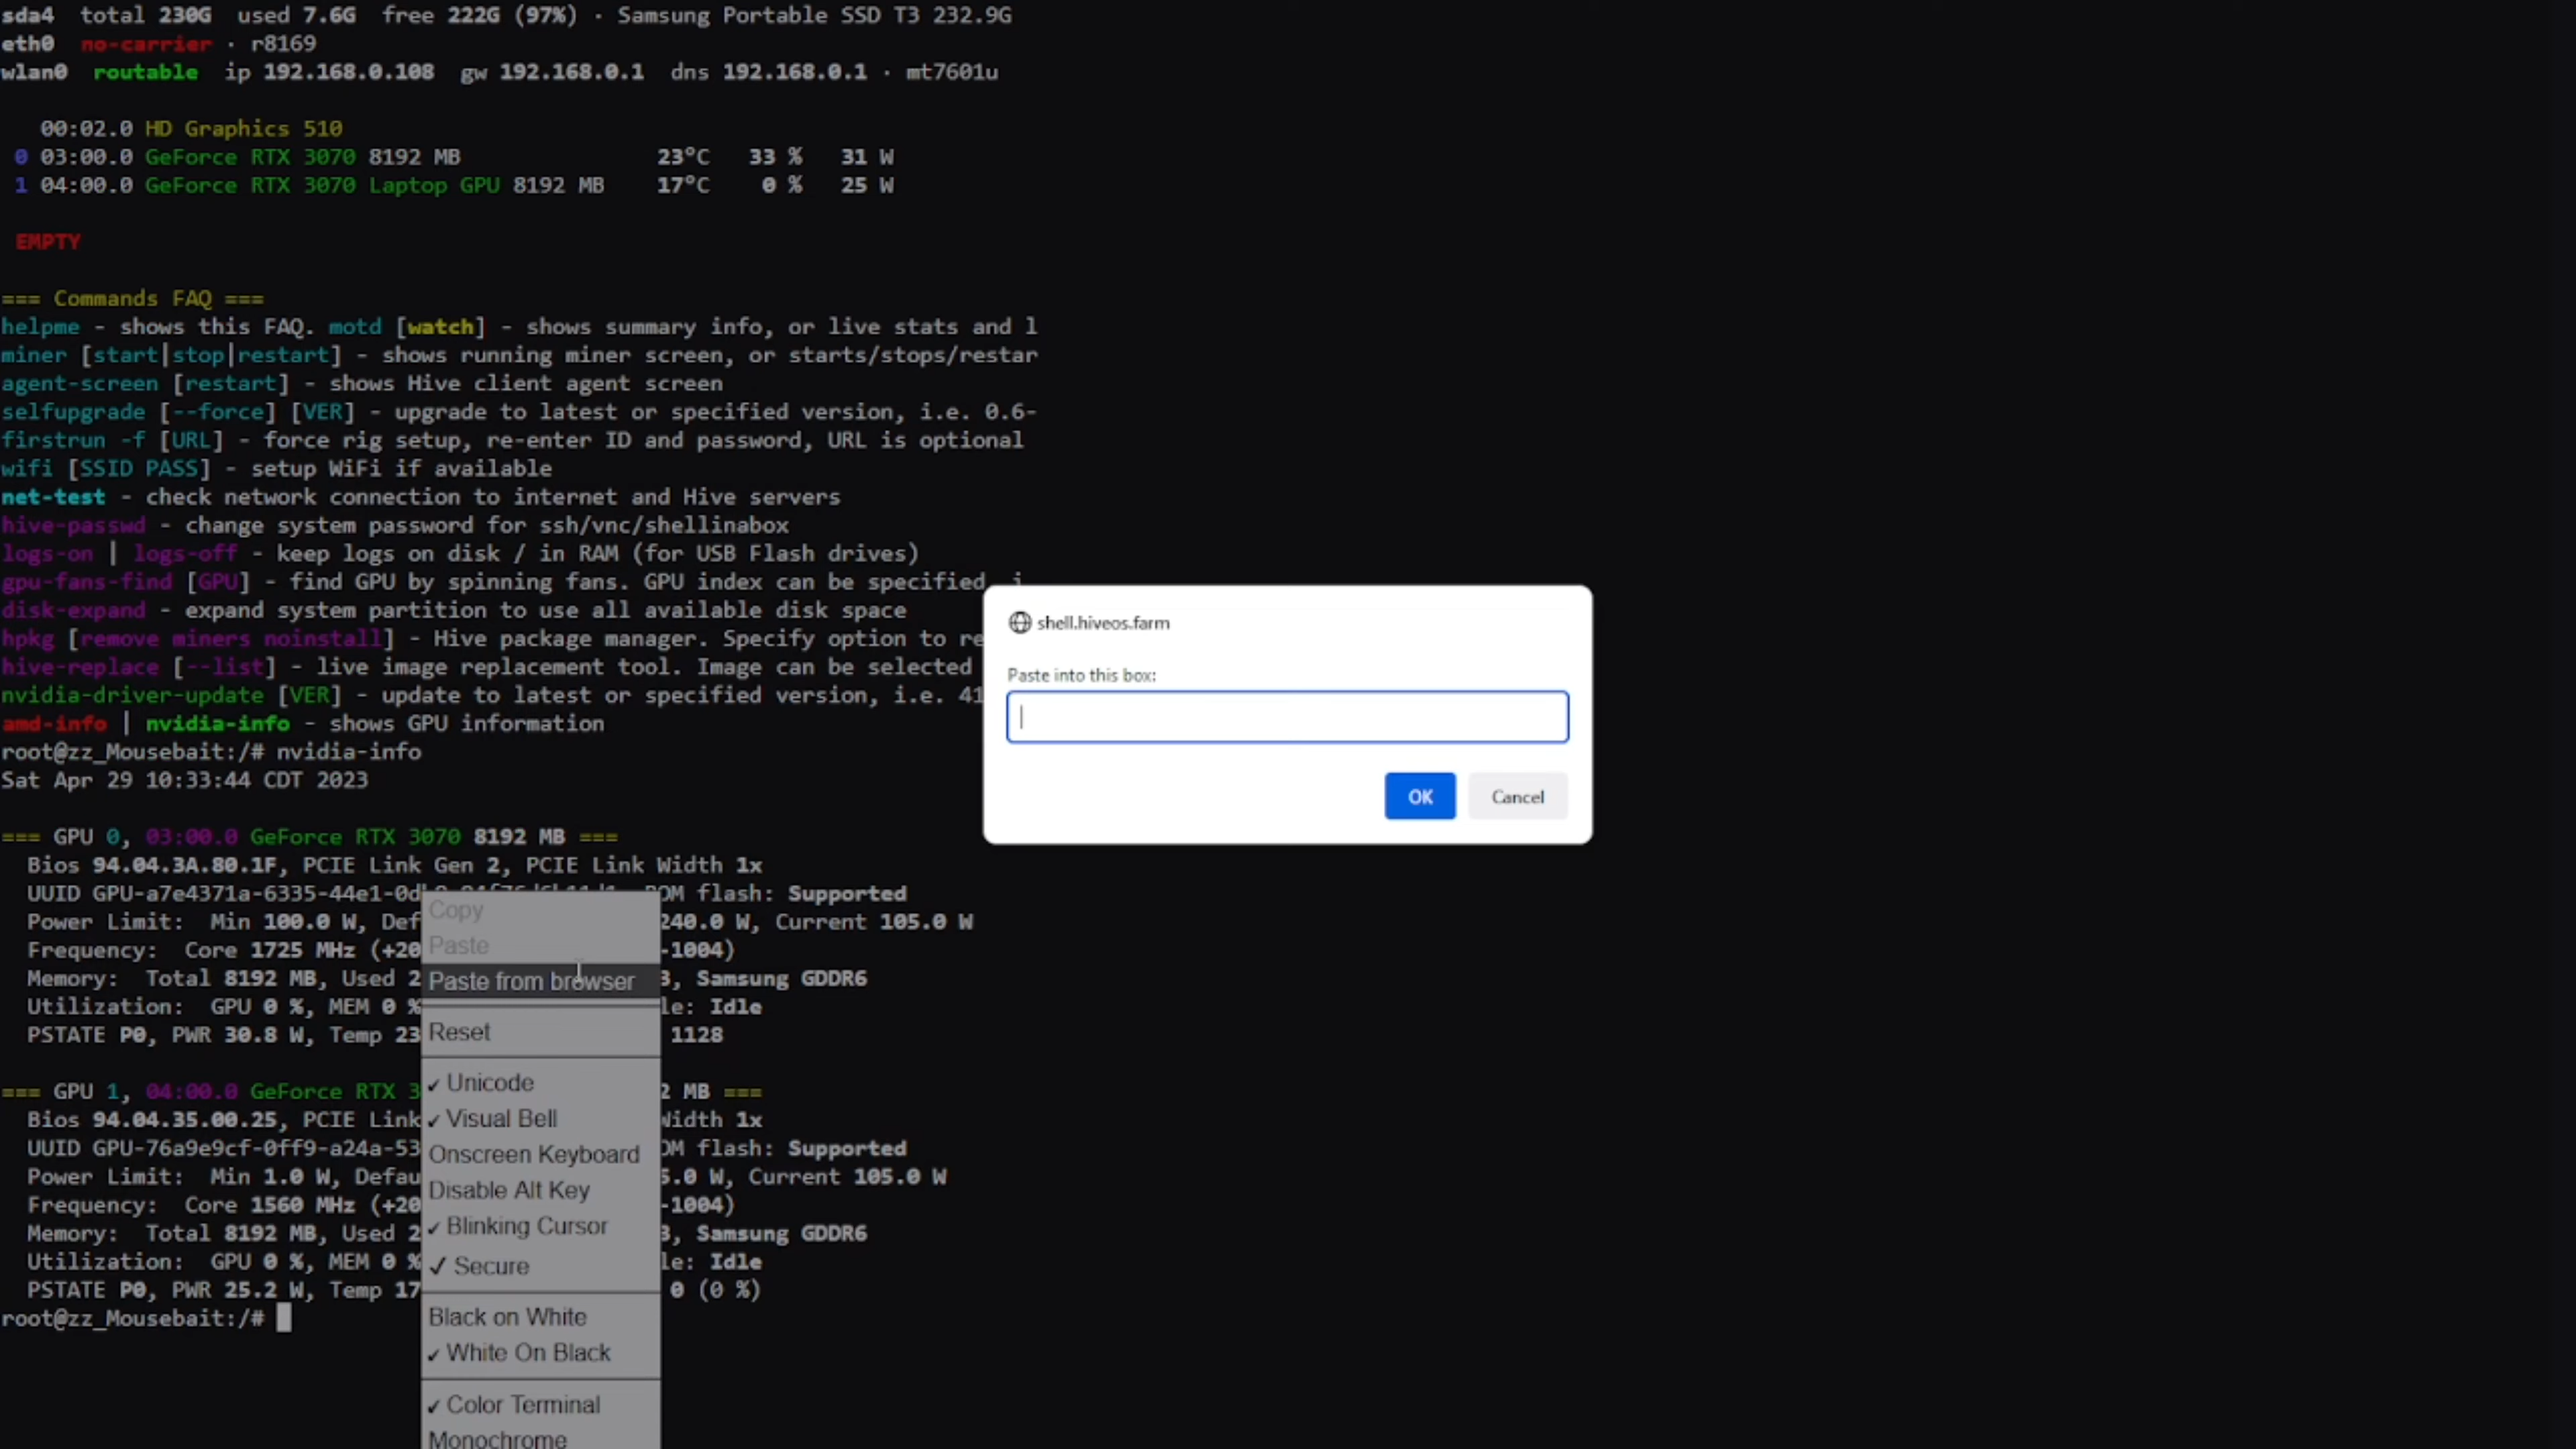 sda4 total 230G used 7.6G free 222G (97%) · Samsung Portable SSD T3 232.9G
eth0 no-carrier · r8169
wlan0 routable ip 192.168.0.108 gw 192.168.0.1 dns 192.168.0.1 · mt7601u
00:02.0 HD Graphics 510
0 03:00.0 GeForce RTX 3070 8192 MB 23°C 33 % 31 W
1 04:00.0 GeForce RTX 3070 Laptop GPU 8192 MB 17°C 0 % 25 W
EMPTY
=== Commands FAQ ===
helpme - shows this FAQ. motd [watch] - shows summary info, or live stats and l
miner [start|stop|restart] - shows running miner screen, or starts/stops/restar
agent-screen [restart] - shows Hive client agent screen
selfupgrade [--force] [VER] - upgrade to latest or specified version, i.e. 0.6-
firstrun -f [URL] - force rig setup, re-enter ID and password, URL is optional
wifi [SSID PASS] - setup WiFi if available
net-test - check network connection to internet and Hive servers
hive-passwd - change system password for ssh/vnc/shellinabox
logs-on | logs-off - keep logs on disk / in RAM (for USB Flash drives)
gpu-fans-find [GPU] - find GPU by spinning fans. GPU index can be specified, i
disk-expand - expand system partition to use all available disk space
hpkg [remove miners noinstall] - Hive package manager. Specify option to re
hive-replace [--list] - live image replacement tool. Image can be selected
nvidia-driver-update [VER] - update to latest or specified version, i.e. 41
amd-info | nvidia-info - shows GPU information
root@zz_Mousebait:/# nvidia-info
Sat Apr 29 10:33:44 CDT 2023
=== GPU 0, 03:00.0 GeForce RTX 3070 8192 MB ===
Bios 94.04.3A.80.1F, PCIE Link Gen 2, PCIE Link Width 1x
UUID GPU-a7e4371a-6335-44e1-0d OM flash: Supported
Power Limit: Min 100.0 W, Def 240.0 W, Current 105.0 W
Frequency: Core 1725 MHz (+20 -1004)
Memory: Total 8192 MB, Used 2 3, Samsung GDDR6
Utilization: GPU 0 %, MEM 0 % le: Idle
PSTATE P0, PWR 30.8 W, Temp 23 1128
=== GPU 1, 04:00.0 GeForce RTX 3 2 MB ===
Bios 94.04.35.00.25, PCIE Link Width 1x
UUID GPU-76a9e9cf-0ff9-a24a-53 OM flash: Supported
Power Limit: Min 1.0 W, Defau 5.0 W, Current 105.0 W
Frequency: Core 1560 MHz (+20 -1004)
Memory: Total 8192 MB, Used 2 3, Samsung GDDR6
Utilization: GPU 0 %, MEM 0 % le: Idle
PSTATE P0, PWR 25.2 W, Temp 17 0 (0 %)
root@zz_Mousebait:/#
Copy
Paste
Paste from browser
Reset
✓ Unicode
✓ Visual Bell
Onscreen Keyboard
Disable Alt Key
✓ Blinking Cursor
✓ Secure
Black on White
✓ White On Black
✓ Color Terminal
Monochrome
shell.hiveos.farm
Paste into this box:
OK Cancel